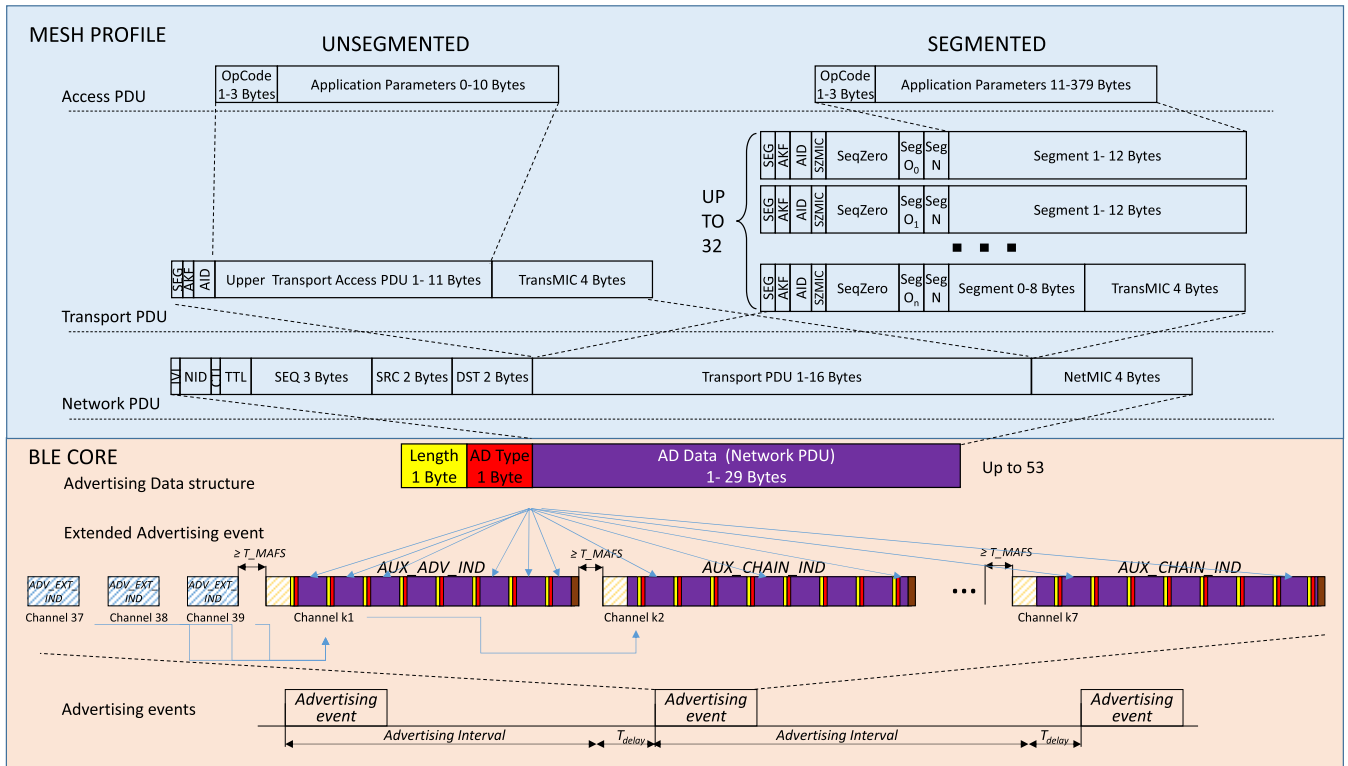 MESH PROFILE
UNSEGMENTED
SEGMENTED
Access PDU
OpCode
1-3 Bytes
Application Parameters 0-10 Bytes
OpCode
1-3 Bytes
Application Parameters 11-379 Bytes
UP
TO
32
SEG
AKF
AID
SZMIC
SeqZero
Seg
O0
Seg
N
Segment 1- 12 Bytes
SEG
AKF
AID
SZMIC
SeqZero
Seg
O1
Seg
N
Segment 1- 12 Bytes
SEG
AKF
AID
SZMIC
SeqZero
Seg
On
Seg
N
Segment 0-8 Bytes
TransMIC 4 Bytes
SEG
AKF
AID
Upper Transport Access PDU 1- 11 Bytes
TransMIC 4 Bytes
Transport PDU
IVI
NID
CTL
TTL
SEQ 3 Bytes
SRC 2 Bytes
DST 2 Bytes
Transport PDU 1-16 Bytes
NetMIC 4 Bytes
Network PDU
BLE CORE
Advertising Data structure
Length
1 Byte
AD Type
1 Byte
AD Data (Network PDU)
1- 29 Bytes
Up to 53
Extended Advertising event
≥ T_MAFS
≥ T_MAFS
≥ T_MAFS
ADV_EXT_
IND
ADV_EXT_
IND
ADV_EXT_
IND
AUX_ADV_IND
AUX_CHAIN_IND
AUX_CHAIN_IND
Channel 37
Channel 38
Channel 39
Channel k1
Channel k2
Channel k7
Advertising events
Advertising
event
Advertising
event
Advertising
event
Advertising Interval
Tdelay
Advertising Interval
Tdelay